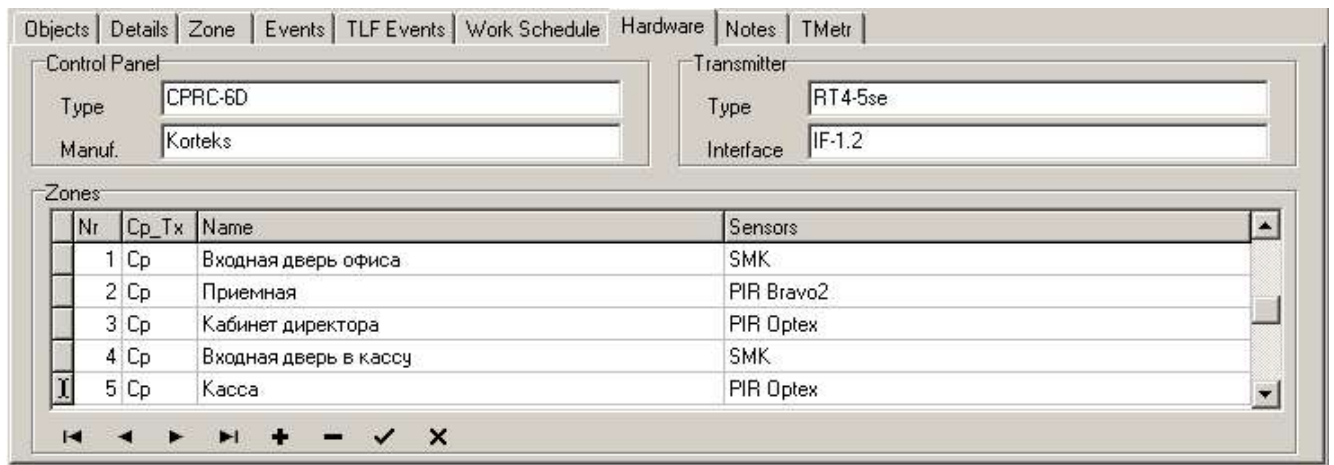 Objects Details Zone Events TLF Events Work Schedule Hardware Notes TMetr
Control Panel
Type CPRC-6D
Manuf. Korteks
Transmitter
Type RT4-5se
Interface IF-1.2
Zones
Nr Cp_Tx Name Sensors
1 Cp Входная дверь офиса SMK
2 Cp Приемная PIR Bravo2
3 Cp Кабинет директора PIR Optex
4 Cp Входная дверь в кассу SMK
5 Cp Касса PIR Optex